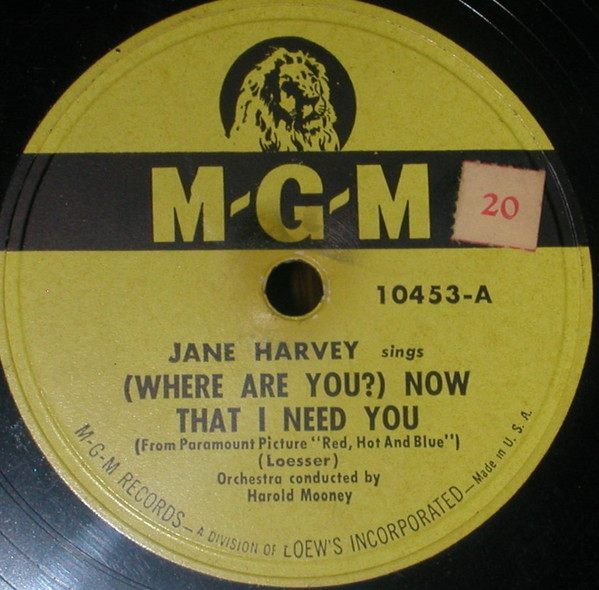 M-G-M
20
10453-A
JANE HARVEY sings
(WHERE ARE YOU?) NOW
THAT I NEED YOU
(From Paramount Picture "Red, Hot And Blue")
(Loesser)
Orchestra conducted by
Harold Mooney
M-G-M RECORDS — A DIVISION OF LOEW'S INCORPORATED — Made in U. S. A.